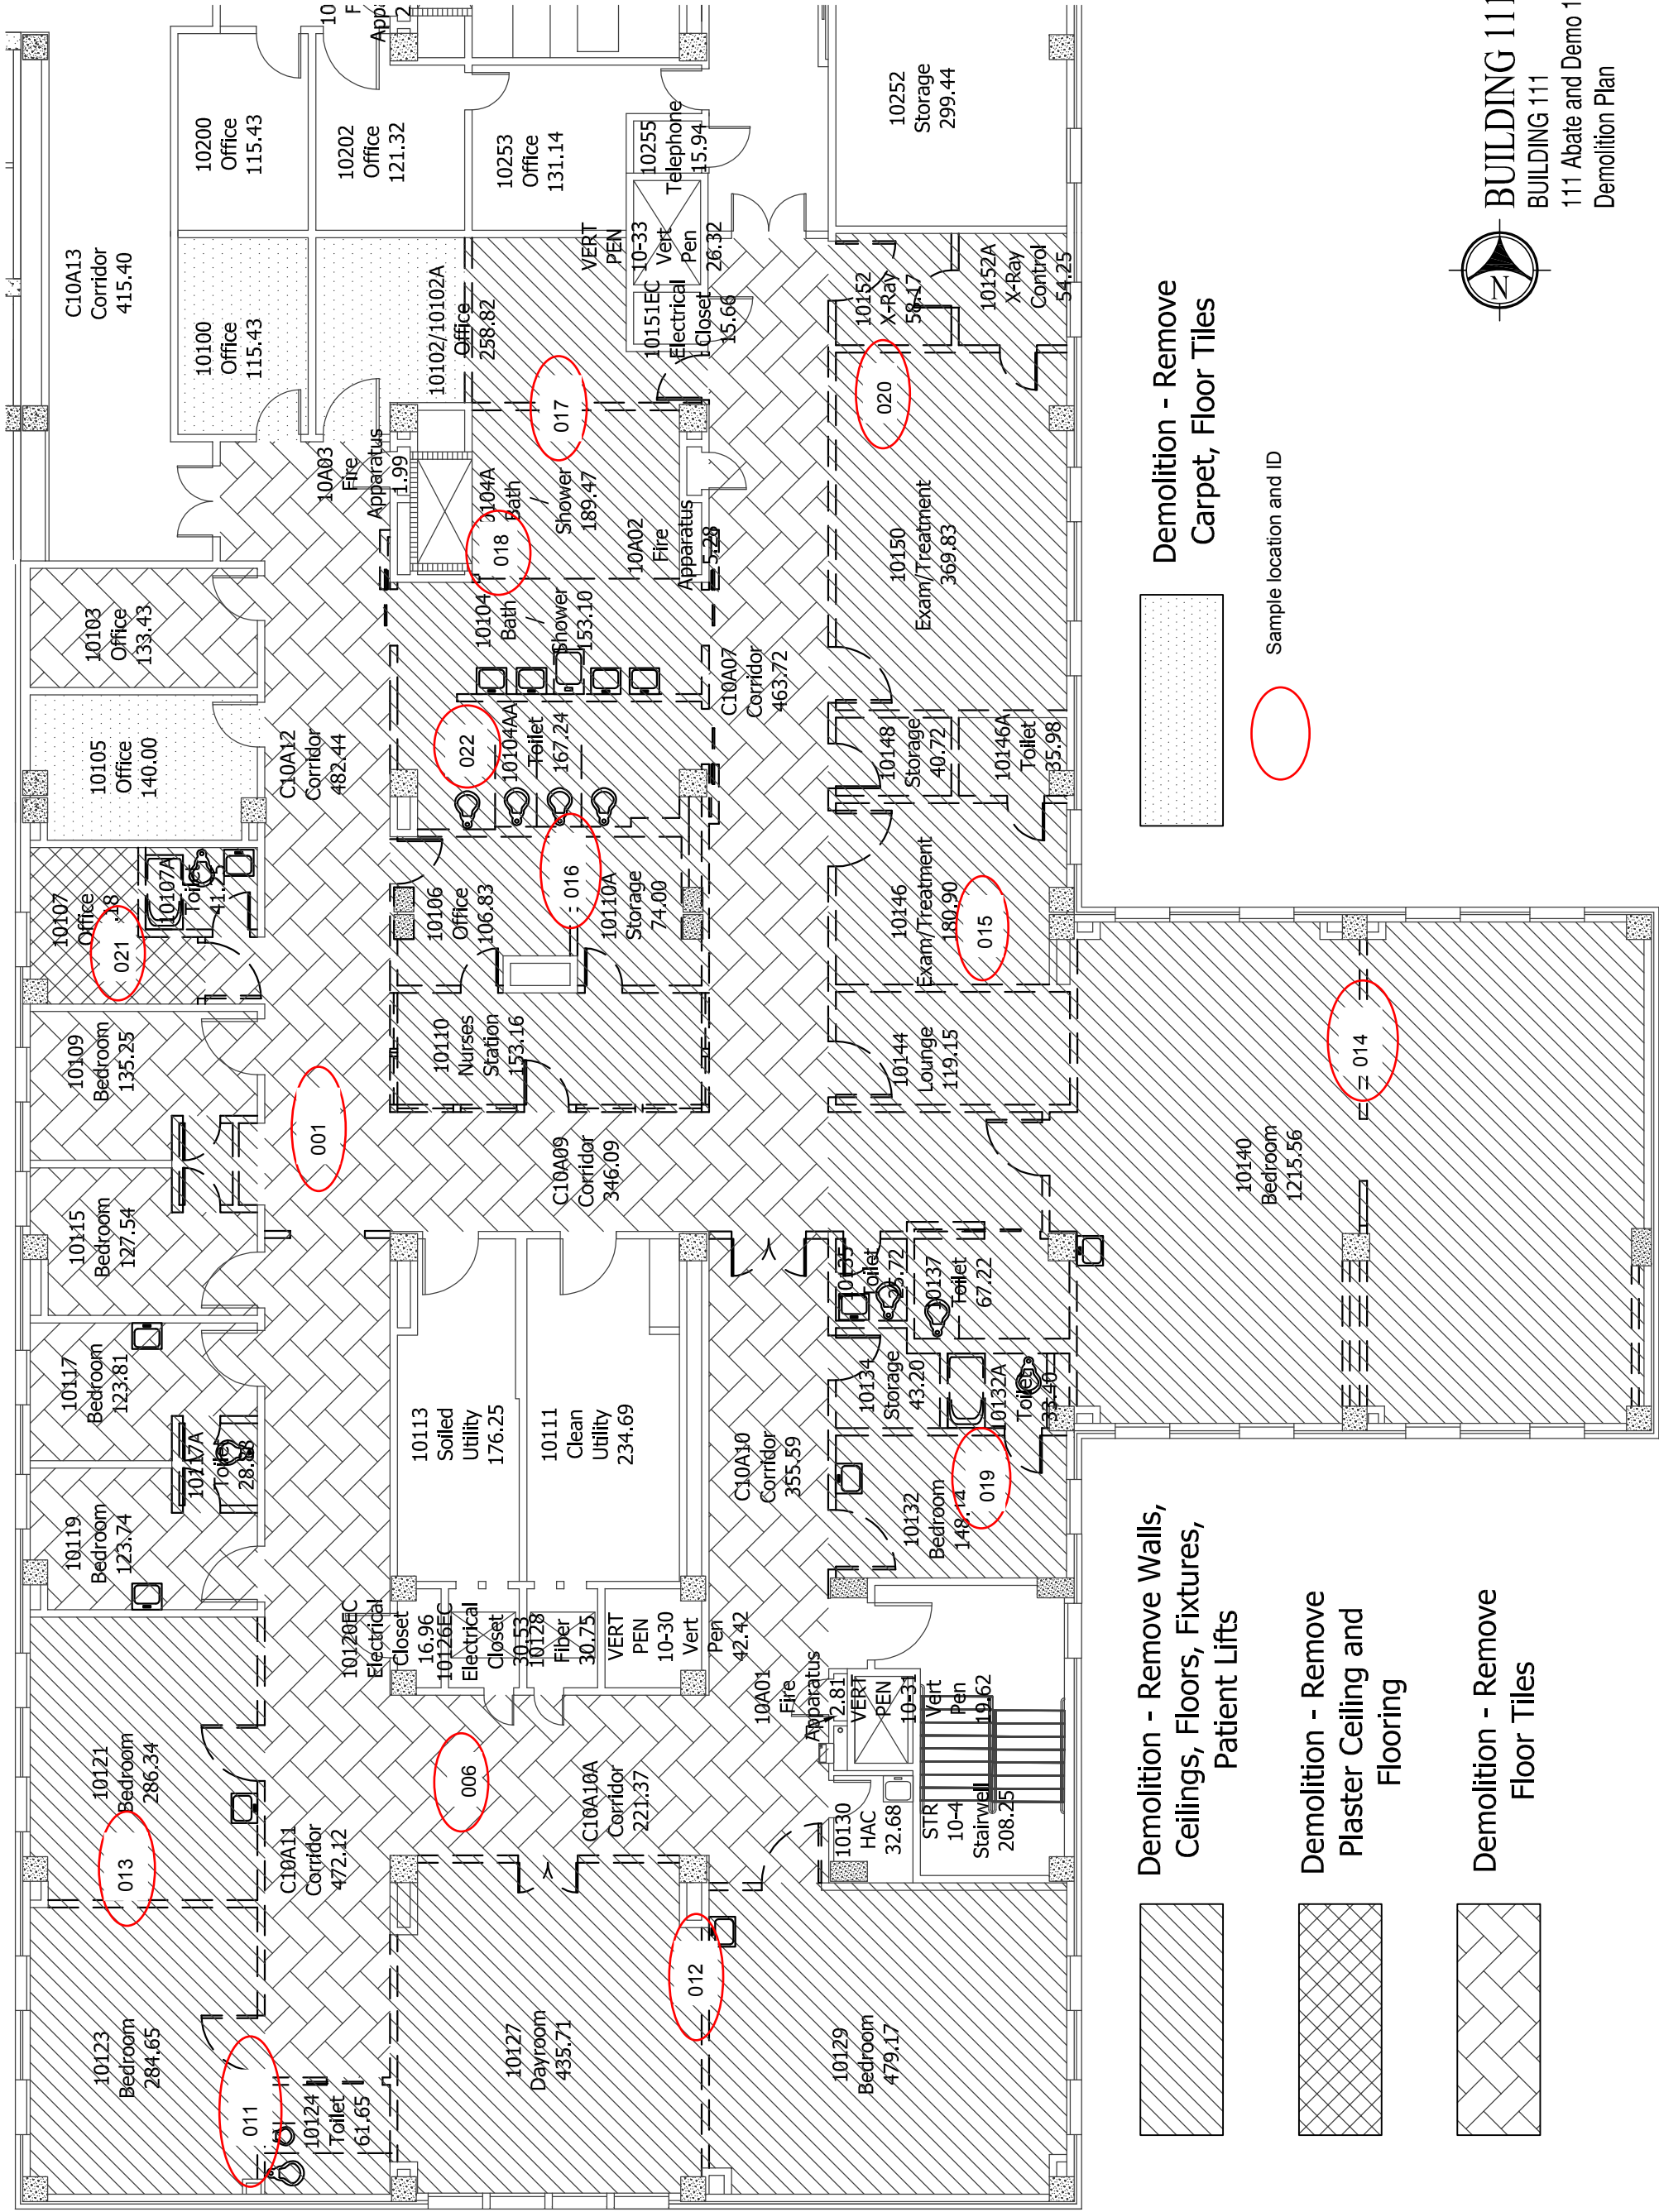 C10A13
Corridor
415.40
10200
Office
115.43
10202
Office
121.32
10253
Office
131.14
10255
Telephone
15.94
10252
Storage
299.44
10100
Office
115.43
10102/10102A
Office
258.82
VERT
PEN
10-33
Vert
Pen
26.32
10151EC
Electrical
Closet
15.66
10152
X-Ray
58.17
10152A
X-Ray
Control
54.25
10A03
Fire
Apparatus
1.99
017
020
104A
Bath
/
Shower
189.47
018
10A02
Fire
Apparatus
5.28
10150
Exam/Treatment
369.83
10103
Office
133.43
10104
Bath
/
Shower
153.10
10105
Office
140.00
C10A12
Corridor
482.44
022
10104AA
Toilet
167.24
C10A07
Corridor
463.72
10148
Storage
40.72
10146A
Toilet
35.98
10107
Office
021
10107A
Toilet
41.25
10106
Office
106.83
016
10110A
Storage
74.00
10146
Exam/Treatment
180.90
015
10109
Bedroom
135.25
001
10110
Nurses
Station
153.16
10144
Lounge
119.15
014
10115
Bedroom
127.54
C10A09
Corridor
346.09
10140
Bedroom
1215.56
10117
Bedroom
123.81
10135
Toilet
25.72
10137
Toilet
67.22
10119
Bedroom
123.74
10117A
Toilet
28.83
10113
Soiled
Utility
176.25
10111
Clean
Utility
234.69
C10A10
Corridor
355.59
10134
Storage
43.20
10132A
Toilet
33.40
10132
Bedroom
019
10121
Bedroom
286.34
10120EC
Electrical
Closet
16.96
10126EC
Electrical
Closet
30.53
10128
Fiber
30.75
VERT
PEN
10-30
Vert
Pen
42.42
10A01
Fire
Apparatus
2.81
VERT
PEN
10-31
Vert
Pen
19.62
013
C10A11
Corridor
472.12
006
C10A10A
Corridor
221.37
10130
HAC
32.68
STR
10-4
Stairwell
208.25
10123
Bedroom
284.65
011
10124
Toilet
61.65
10127
Dayroom
435.71
012
10129
Bedroom
479.17
Demolition - Remove Walls,
Ceilings, Floors, Fixtures,
Patient Lifts
Demolition - Remove
Plaster Ceiling and
Flooring
Demolition - Remove
Floor Tiles
Demolition - Remove
Carpet, Floor Tiles
Sample location and ID
N
BUILDING 111
BUILDING 111
111 Abate and Demo 1
Demolition Plan